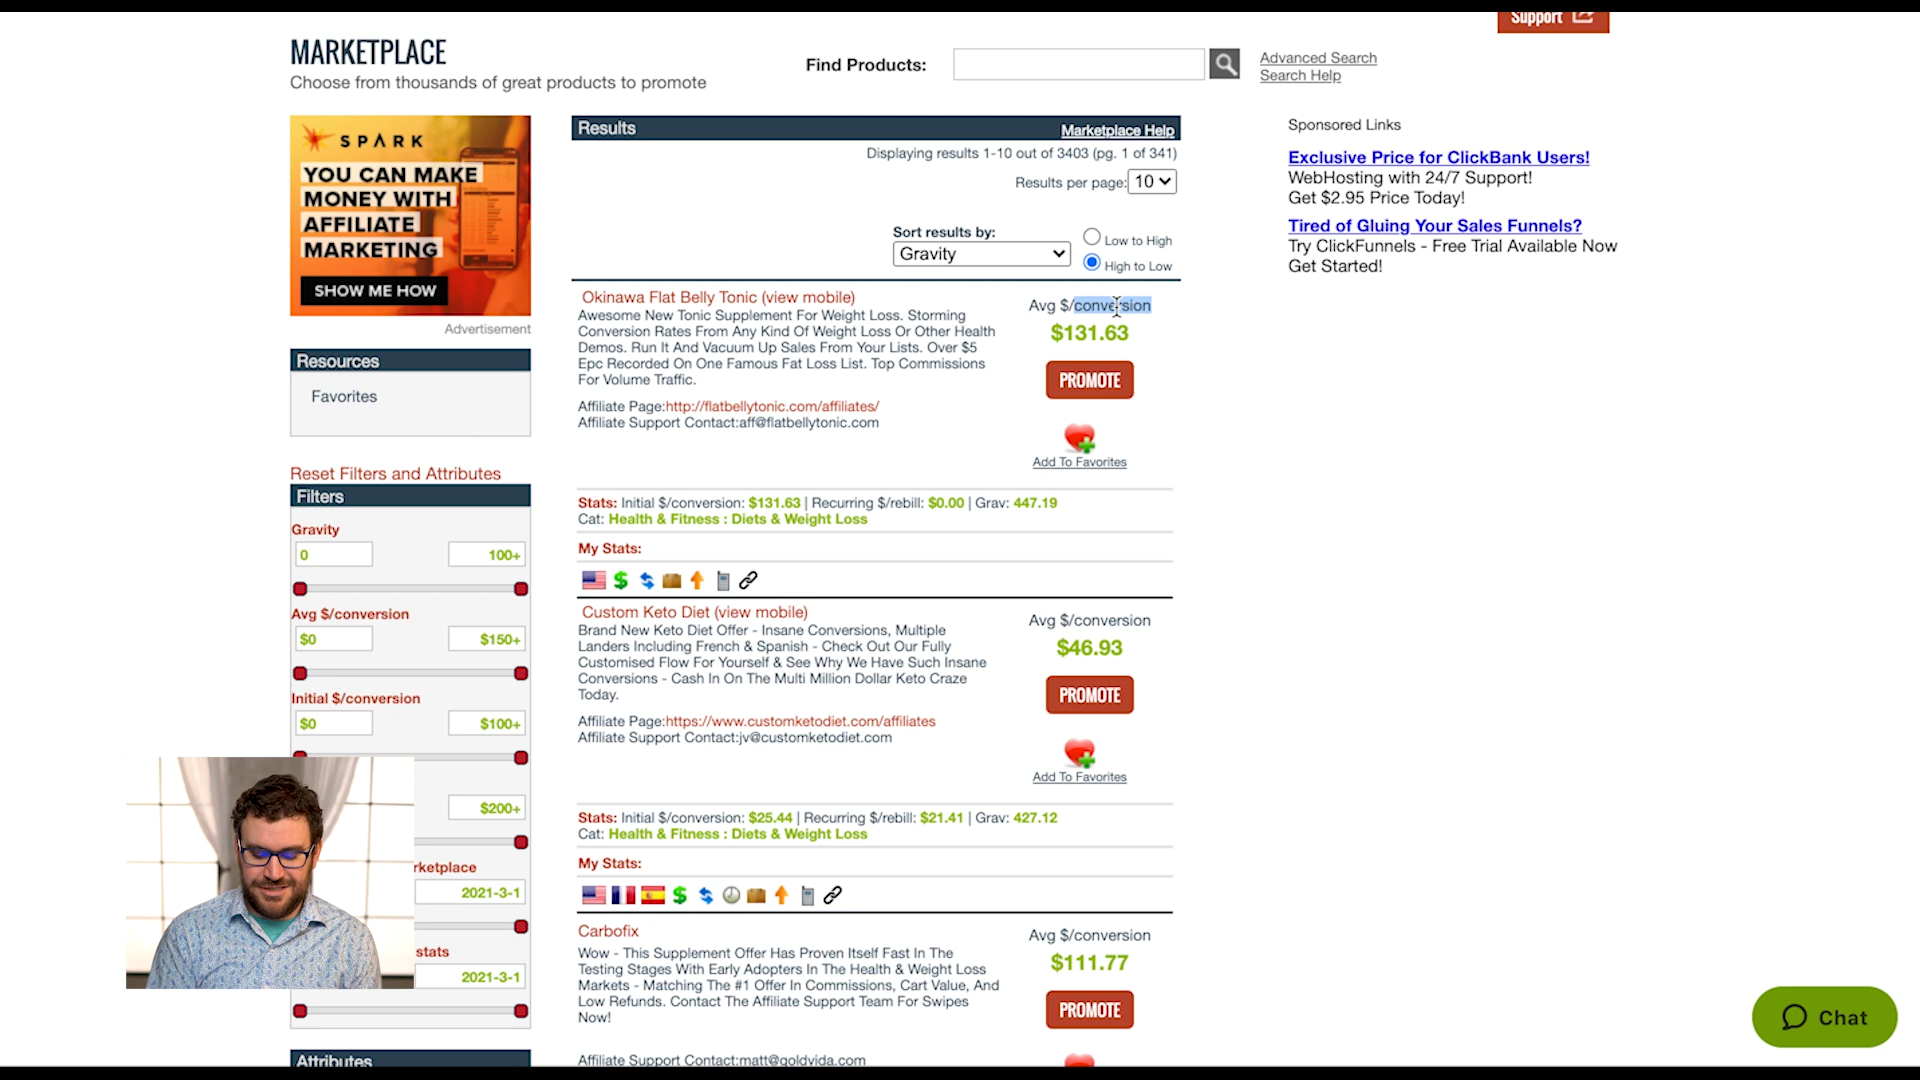 Support
MARKETPLACE
Choose from thousands of great products to promote
Find Products:
Advanced Search
Search Help
SPARK
YOU CAN MAKE
MONEY WITH
AFFILIATE
MARKETING
SHOW ME HOW
Advertisement
Resources
Favorites
Reset Filters and Attributes
Filters
Gravity
0
100+
Avg $/conversion
$0
$150+
Initial $/conversion
$0
$100+
$200+
rketplace
2021-3-1
stats
2021-3-1
Attributes
Results
Marketplace Help
Displaying results 1-10 out of 3403 (pg. 1 of 341)
Results per page: 10
Sort results by:
Gravity
Low to High
High to Low
Okinawa Flat Belly Tonic (view mobile)
Awesome New Tonic Supplement For Weight Loss. Storming
Conversion Rates From Any Kind Of Weight Loss Or Other Health
Demos. Run It And Vacuum Up Sales From Your Lists. Over $5
Epc Recorded On One Famous Fat Loss List. Top Commissions
For Volume Traffic.
Affiliate Page:http://flatbellytonic.com/affiliates/
Affiliate Support Contact:aff@flatbellytonic.com
Avg $/conversion
$131.63
PROMOTE
Add To Favorites
Stats: Initial $/conversion: $131.63 | Recurring $/rebill: $0.00 | Grav: 447.19
Cat: Health & Fitness : Diets & Weight Loss
My Stats:
Custom Keto Diet (view mobile)
Brand New Keto Diet Offer - Insane Conversions, Multiple
Landers Including French & Spanish - Check Out Our Fully
Customised Flow For Yourself & See Why We Have Such Insane
Conversions - Cash In On The Multi Million Dollar Keto Craze
Today.
Affiliate Page:https://www.customketodiet.com/affiliates
Affiliate Support Contact:jv@customketodiet.com
Avg $/conversion
$46.93
PROMOTE
Add To Favorites
Stats: Initial $/conversion: $25.44 | Recurring $/rebill: $21.41 | Grav: 427.12
Cat: Health & Fitness : Diets & Weight Loss
My Stats:
Carbofix
Wow - This Supplement Offer Has Proven Itself Fast In The
Testing Stages With Early Adopters In The Health & Weight Loss
Markets - Matching The #1 Offer In Commissions, Cart Value, And
Low Refunds. Contact The Affiliate Support Team For Swipes
Now!
Affiliate Support Contact:matt@goldvida.com
Avg $/conversion
$111.77
PROMOTE
Sponsored Links
Exclusive Price for ClickBank Users!
WebHosting with 24/7 Support!
Get $2.95 Price Today!
Tired of Gluing Your Sales Funnels?
Try ClickFunnels - Free Trial Available Now
Get Started!
Chat